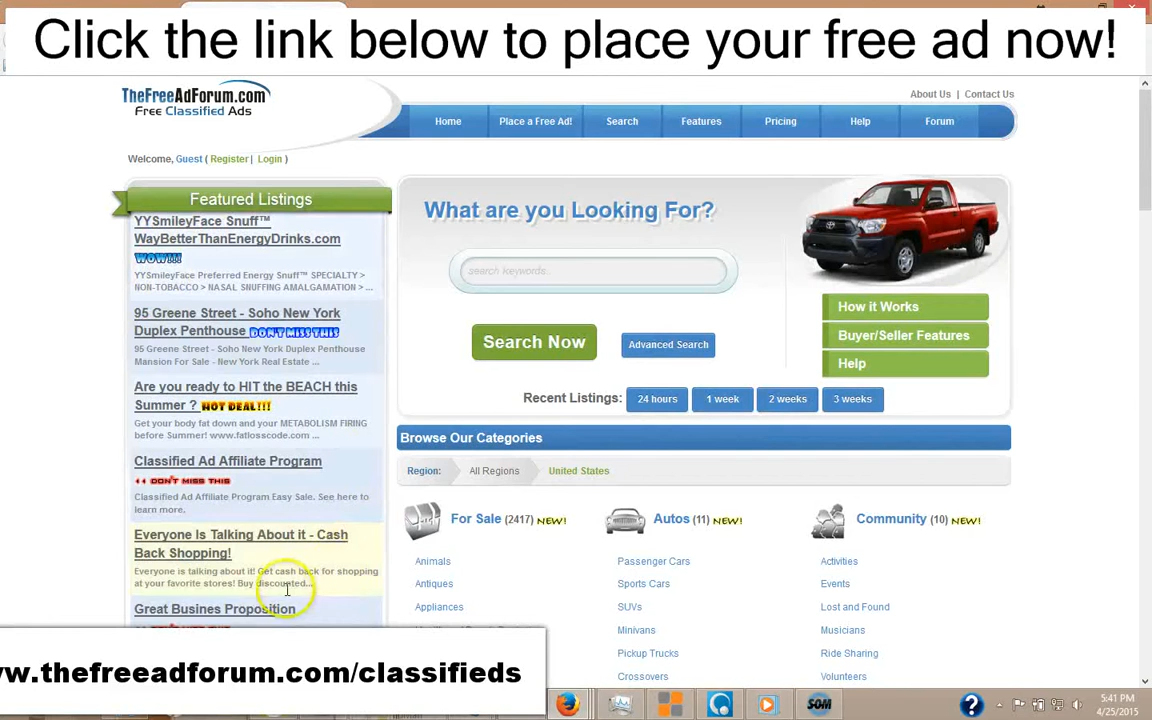 Click the link below to place your free ad now!
TheFreeAdForum.com
Free Classified Ads
About Us | Contact Us
Home
Place a Free Ad!
Search
Features
Pricing
Help
Forum
Welcome, Guest ( Register | Login )
Featured Listings
YYSmileyFace Snuff™
WayBetterThanEnergyDrinks.com
WOW!!!
YYSmileyFace Preferred Energy Snuff™ SPECIALTY >
NON-TOBACCO > NASAL SNUFFING AMALGAMATION > ...
95 Greene Street - Soho New York
Duplex Penthouse DON'T MISS THIS
95 Greene Street - Soho New York Duplex Penthouse
Mansion For Sale - New York Real Estate ...
Are you ready to HIT the BEACH this
Summer ? HOT DEAL!!!
Get your body fat down and your METABOLISM FIRING
before Summer! www.fatlosscode.com ...
Classified Ad Affiliate Program
DON'T MISS THIS
Classified Ad Affiliate Program Easy Sale. See here to
learn more.
Everyone Is Talking About it - Cash
Back Shopping!
Everyone is talking about it! Get cash back for shopping
at your favorite stores! Buy discounted...
Great Busines Proposition
What are you Looking For?
search keywords..
Search Now
Advanced Search
How it Works
Buyer/Seller Features
Help
Recent Listings:
24 hours
1 week
2 weeks
3 weeks
Browse Our Categories
Region:
All Regions
United States
For Sale (2417) NEW!
Animals
Antiques
Appliances
Autos (11) NEW!
Passenger Cars
Sports Cars
SUVs
Minivans
Pickup Trucks
Crossovers
Community (10) NEW!
Activities
Events
Lost and Found
Musicians
Ride Sharing
Volunteers
w.thefreeadforum.com/classifieds
SOM
5:41 PM
4/25/2015